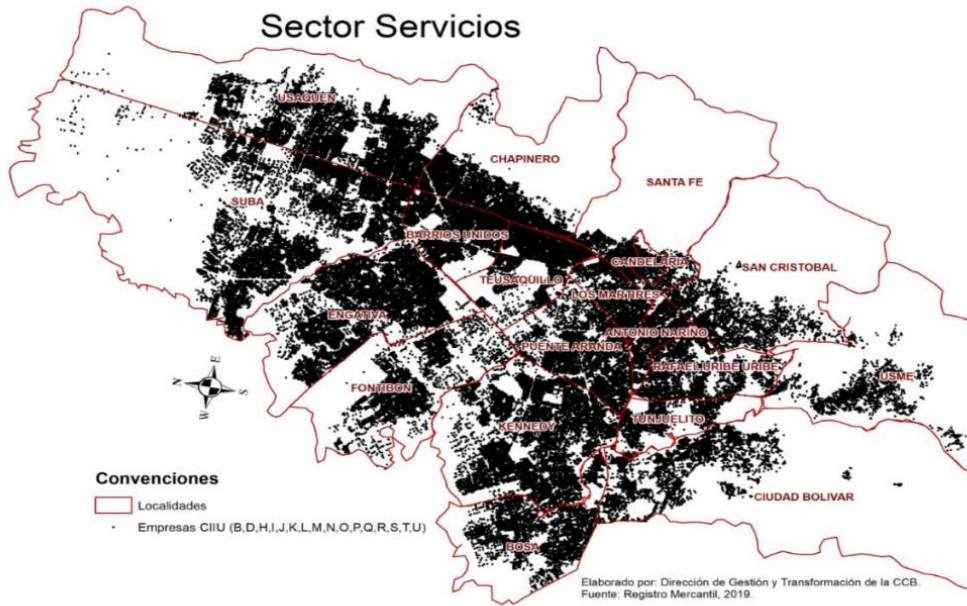 Sector Servicios
USAQUEN
CHAPINERO
SANTA FE
SUBA
BARRIOS UNIDOS
CANDELARIA
SAN CRISTOBAL
TEUSAQUILLO
LOS MARTIRES
ENGATIVA
ANTONIO NARIÑO
PUENTE ARANDA
RAFAEL URIBE URIBE
USME
FONTIBON
TUNJUELITO
KENNEDY
CIUDAD BOLIVAR
BOSA
N
E
W
S
Convenciones
Localidades
Empresas CIIU (B,D,H,I,J,K,L,M,N,O,P,Q,R,S,T,U)
Elaborado por: Dirección de Gestión y Transformación de la CCB.
Fuente: Registro Mercantil, 2019.